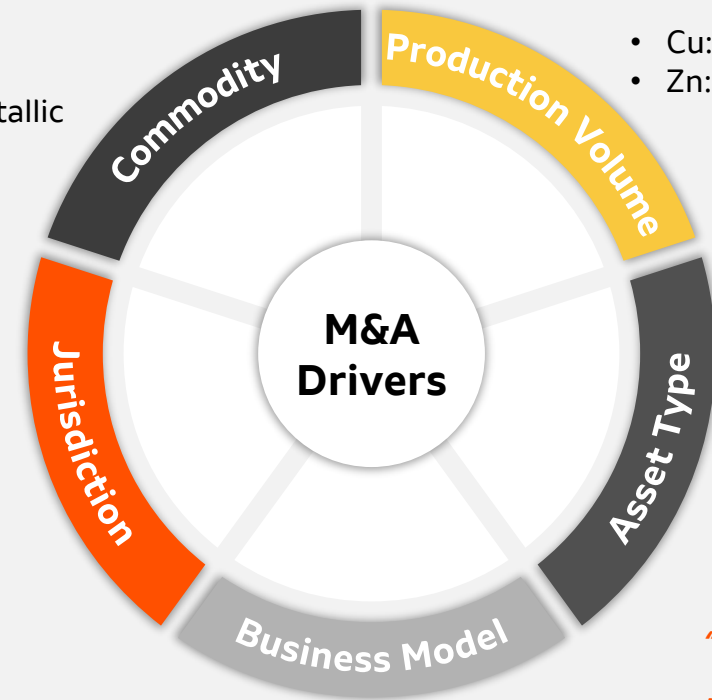 Commodity
Production Volume
• Cu:
• Zn:
tallic
M&A
Drivers
Jurisdiction
Asset Type
Business Model